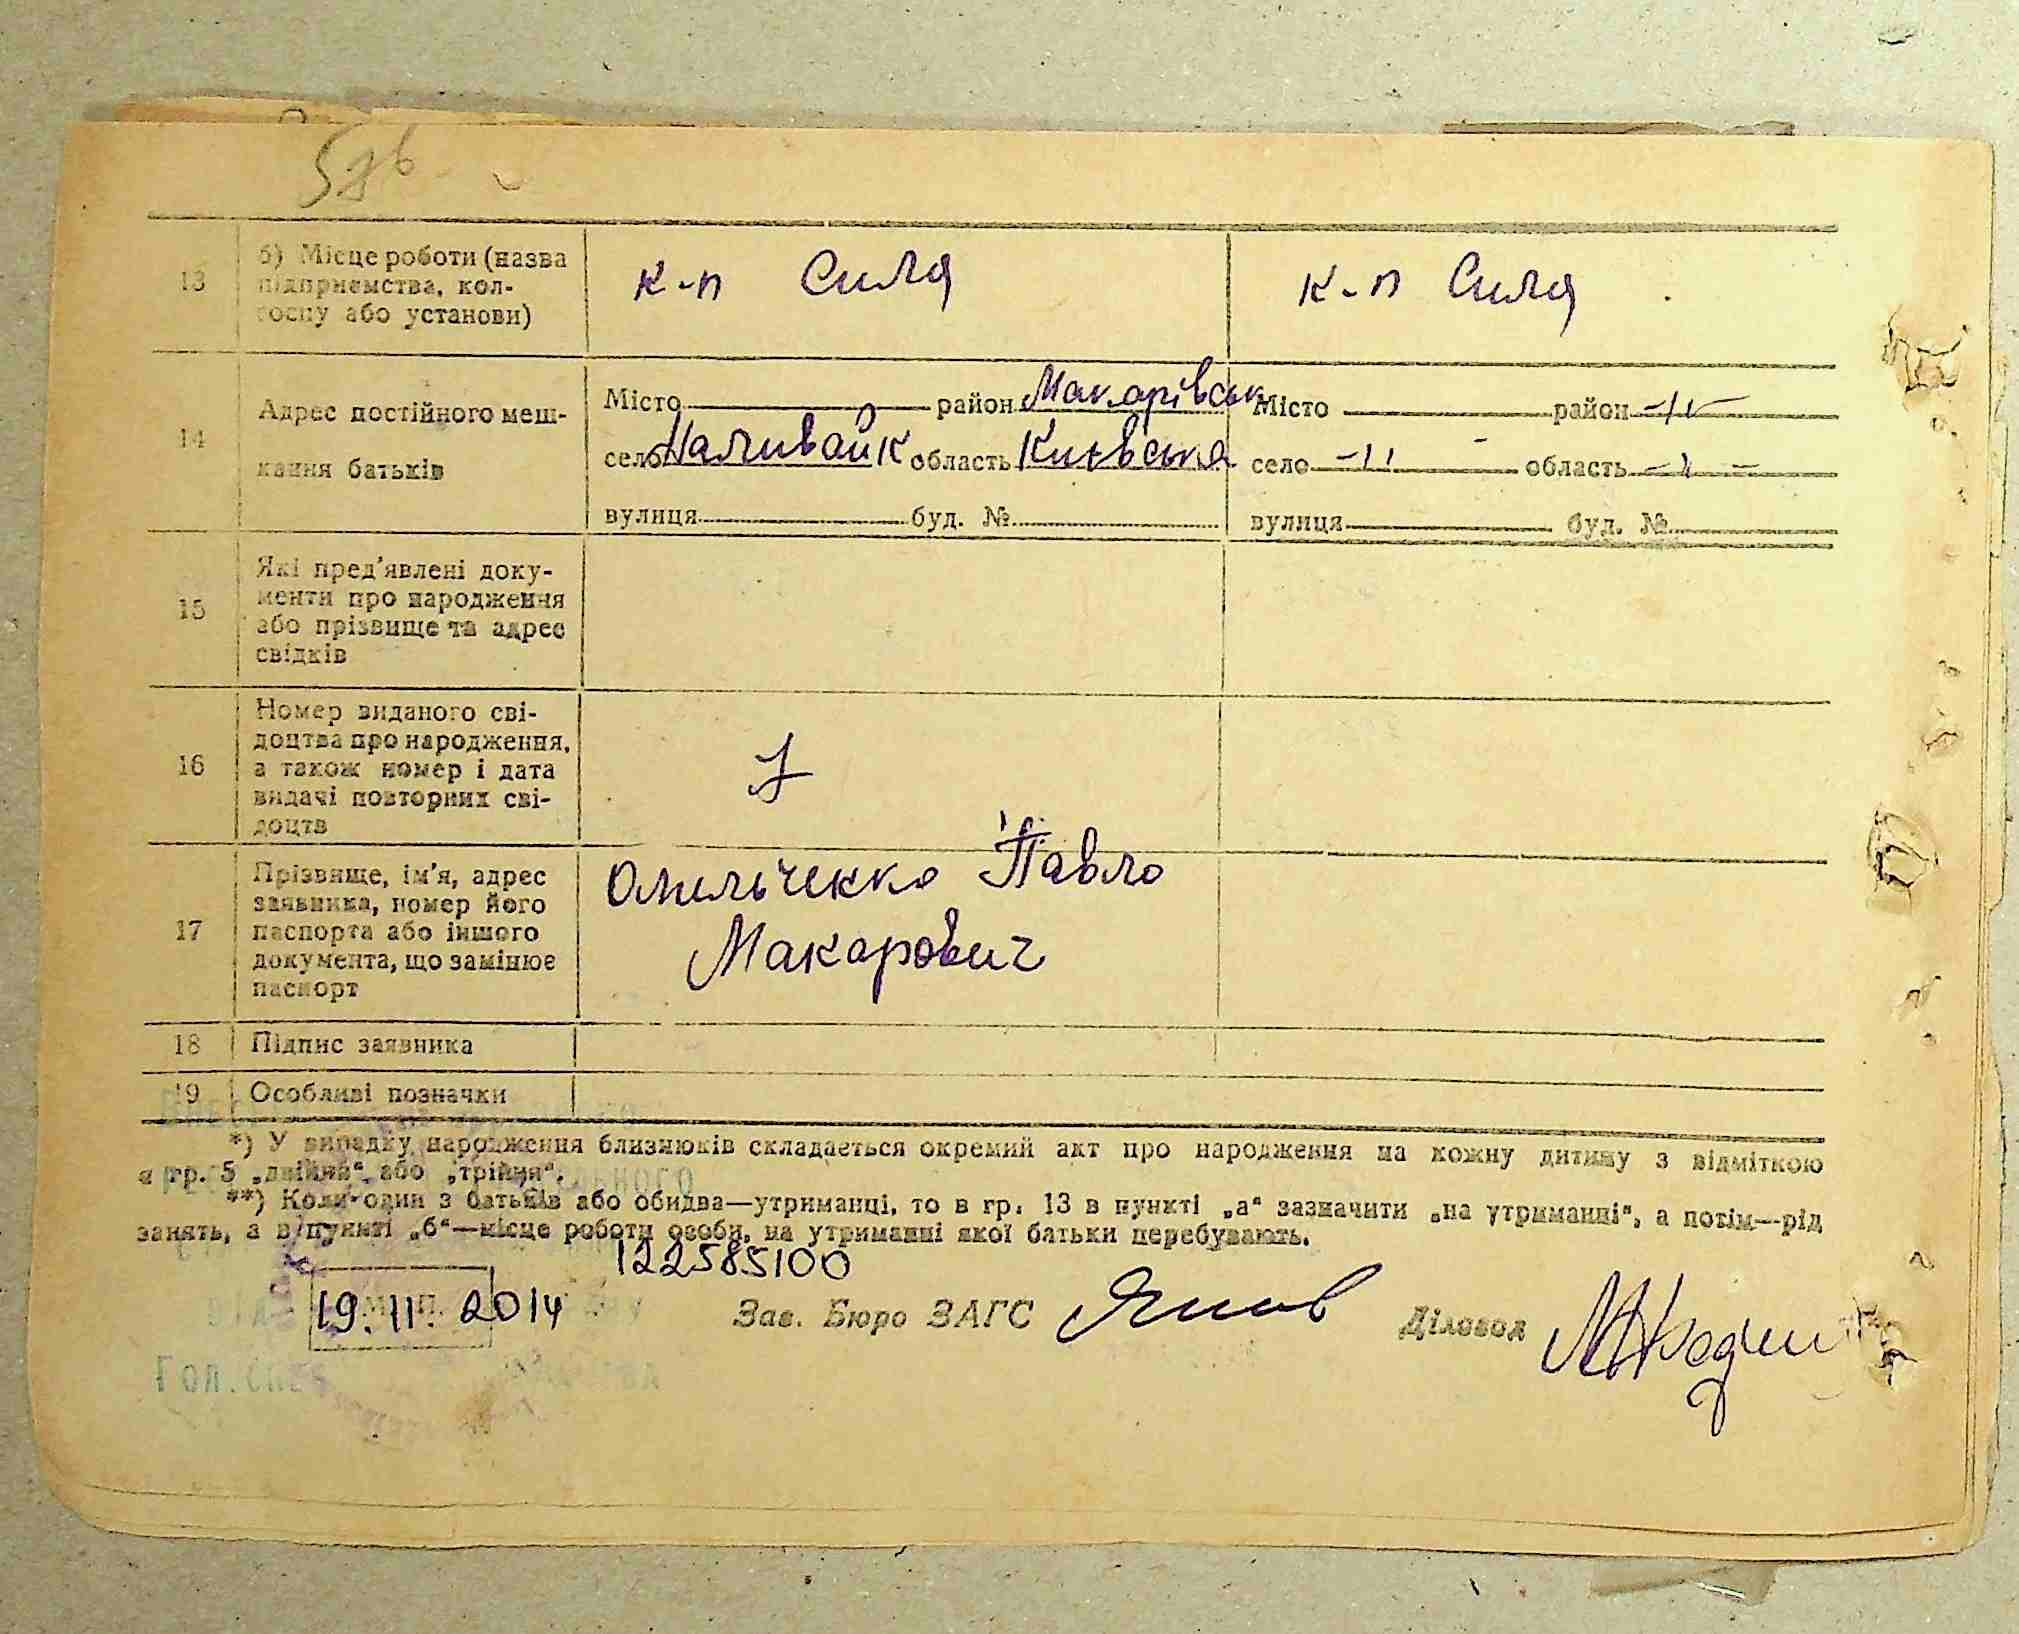 13 б) Місце роботи (назва
підприємства, кол-
госпу або установи)
к-п Сила
к-п Сила
14 Адрес постійного меш-
кання батьків
Місто район Макарівськ
село Наливайк область Київська
вулиця буд. №
Місто район -//-
село -//- область -//-
вулиця буд. №
15 Які пред'явлені доку-
менти про народження
або прізвище та адрес
свідків
16 Номер виданого сві-
доцтва про народження,
а також номер і дата
видачі повторних сві-
доцтв
7
17 Прізвище, ім'я, адрес
заявника, номер його
паспорта або іншого
документа, що замінює
паспорт
Омельченко Павло
Макарович
18 Підпис заявника
19 Особливі позначки
*) У випадку народження близнюків складається окремий акт про народження на кожну дитину з відміткою
в гр. 5 „двійня“ або „трійня“.
**) Коли один з батьків або обидва—утриманці, то в гр. 13 в пункті „а“ зазначити „на утриманні“, а потім—рід
занять, а в пункті „б“—місце роботи особи, на утриманні якої батьки перебувають.
122585100
М. П.
19.11.2014
Зав. Бюро ЗАГС
Діловод